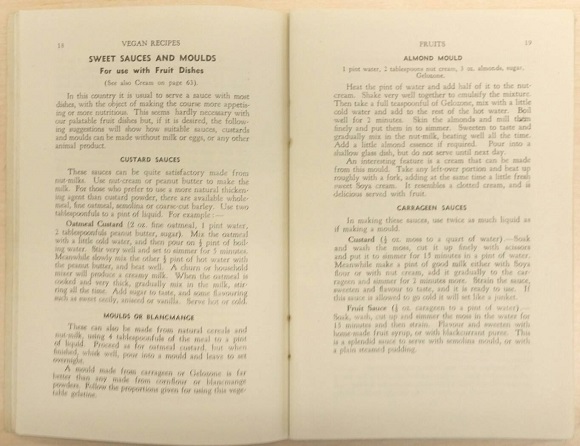 14
VEGAN RECIPES
SWEET SAUCES AND MOULDS
For use with Fruit Dishes
(See also Cream on page 63).
In this country it is usual to serve a sauce with most
dishes, with the object of making the course more appetis-
ing or more nutritious. This seems hardly necessary with
our palatable fruit dishes but, if it is desired, the follow-
ing suggestions will show how suitable sauces, custards
and moulds can be made without milk or eggs, or any other
animal product.
CUSTARD SAUCES
These sauces can be quite satisfactory made from
nut-milks. Use nut-cream or peanut butter to make the
milk. For those who prefer to use a more natural thicken-
ing agent than custard powder, there are available whole-
meal, fine oatmeal, semolina or coarse-cut barley. Use two
tablespoonfuls to a pint of liquid. For example:—
Oatmeal Custard (2 oz. fine oatmeal, 1 pint water,
2 tablespoonfuls peanut butter, sugar). Mix the oatmeal
with a little cold water, and then pour on ½ pint of boil-
ing water. Stir very well and set to simmer for 5 minutes.
Meanwhile slowly mix the other ½ pint of hot water with
the peanut butter, and beat well. A churn or household
mixer will produce a creamy milk. When the oatmeal is
cooked and very thick, gradually mix in the milk, stir-
ring all the time. Add sugar to taste, and some flavouring
such as sweet cicely, aniseed or vanilla. Serve hot or cold.
MOULDS OR BLANCMANGE
These can also be made from natural cereals and
nut-milk, using 4 tablespoonfuls of the meal to a pint
of liquid. Proceed as for oatmeal custard, but when
finished, whisk well, pour into a mould and leave to set
overnight.
A mould made from carrageen or Gelozone is far
better than any made from cornflour or blancmange
powders. Follow the proportions given for using this vege-
table gelatine.
FRUITS
19
ALMOND MOULD
1 pint water, 2 tablespoons nut cream, 3 oz. almonds, sugar,
Gelozone.
Heat the pint of water and add half of it to the nut-
cream. Shake very well together to emulsify the mixture.
Then take a full teaspoonful of Gelozone, mix with a little
cold water and add to the rest of the hot water. Boil
well for 2 minutes. Skin the almonds and mill them
finely and put them in to simmer. Sweeten to taste and
gradually mix in the nut-milk, beating well all the time.
Add a little almond essence if required. Pour into a
shallow glass dish, but do not serve until next day.
An interesting feature is a cream that can be made
from this mould. Take any left-over portion and beat up
roughly with a fork, adding at the same time a little fresh
sweet Soya cream. It resembles a clotted cream, and is
delicious served with fruit.
CARRAGEEN SAUCES
In making these sauces, use twice as much liquid as
if making a mould.
Custard (½ oz. moss to a quart of water).—Soak
and wash the moss, cut it up finely with scissors
and put it to simmer for 15 minutes in a pint of water.
Meanwhile make a pint of good milk either with Soya
flour or with nut cream, add it gradually to the car-
rageen and simmer for 2 minutes more. Strain the sauce,
sweeten and flavour to taste, and it is ready to use. If
this sauce is allowed to go cold it will set like a junket.
Fruit Sauce (½ oz. carageen to a pint of water).—
Soak, wash, cut up and simmer the moss in the water for
15 minutes and then strain. Flavour and sweeten with
home-made fruit syrup, or with blackcurrant puree. This
is a splendid sauce to serve with semolina mould, or with
a plain steamed pudding.